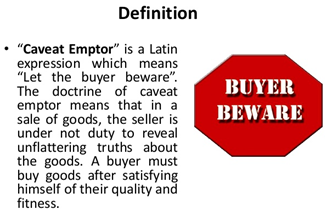 Definition
• “Caveat Emptor” is a Latin
expression which means
“Let the buyer beware”.
The doctrine of caveat
emptor means that in a
sale of goods, the seller is
under not duty to reveal
unflattering truths about
the goods. A buyer must
buy goods after satisfying
himself of their quality and
fitness.
BUYER
BEWARE